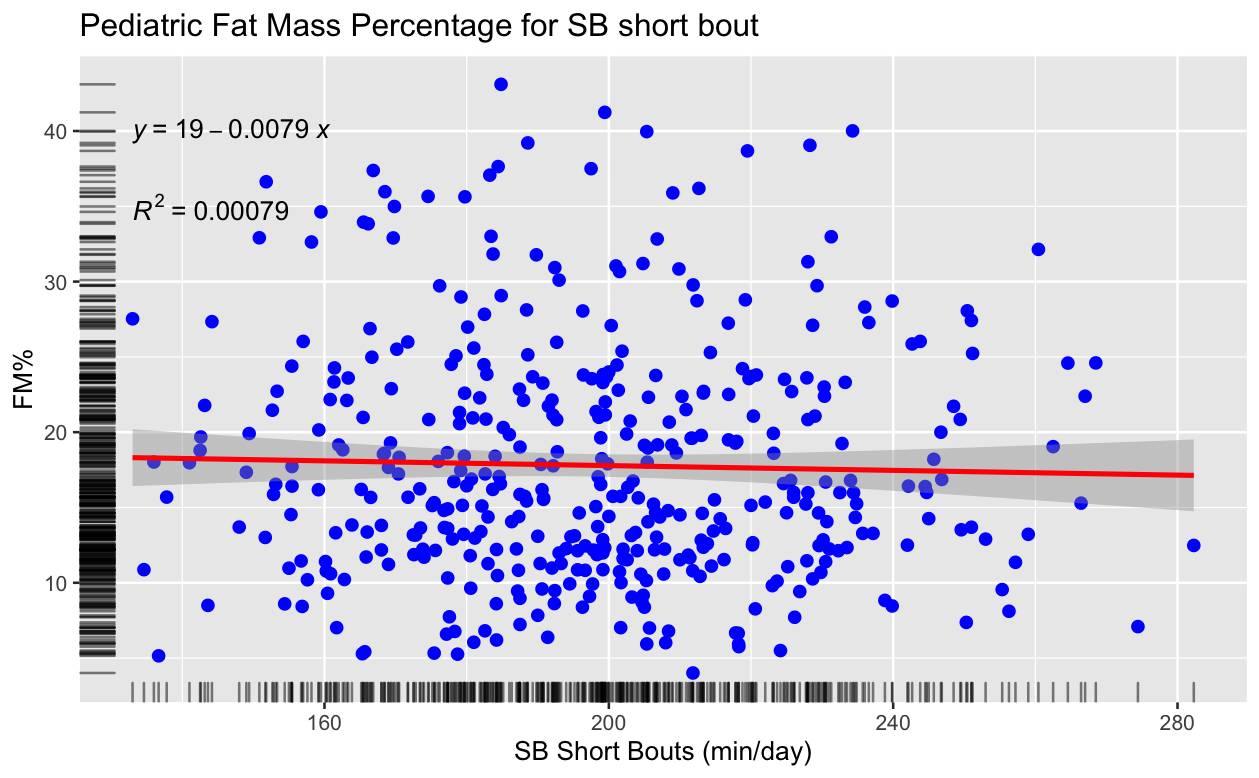 Pediatric Fat Mass Percentage for SB short bout
y = 19 – 0.0079 x
R² = 0.00079
40
30
20
10
FM%
160 200 240 280
SB Short Bouts (min/day)